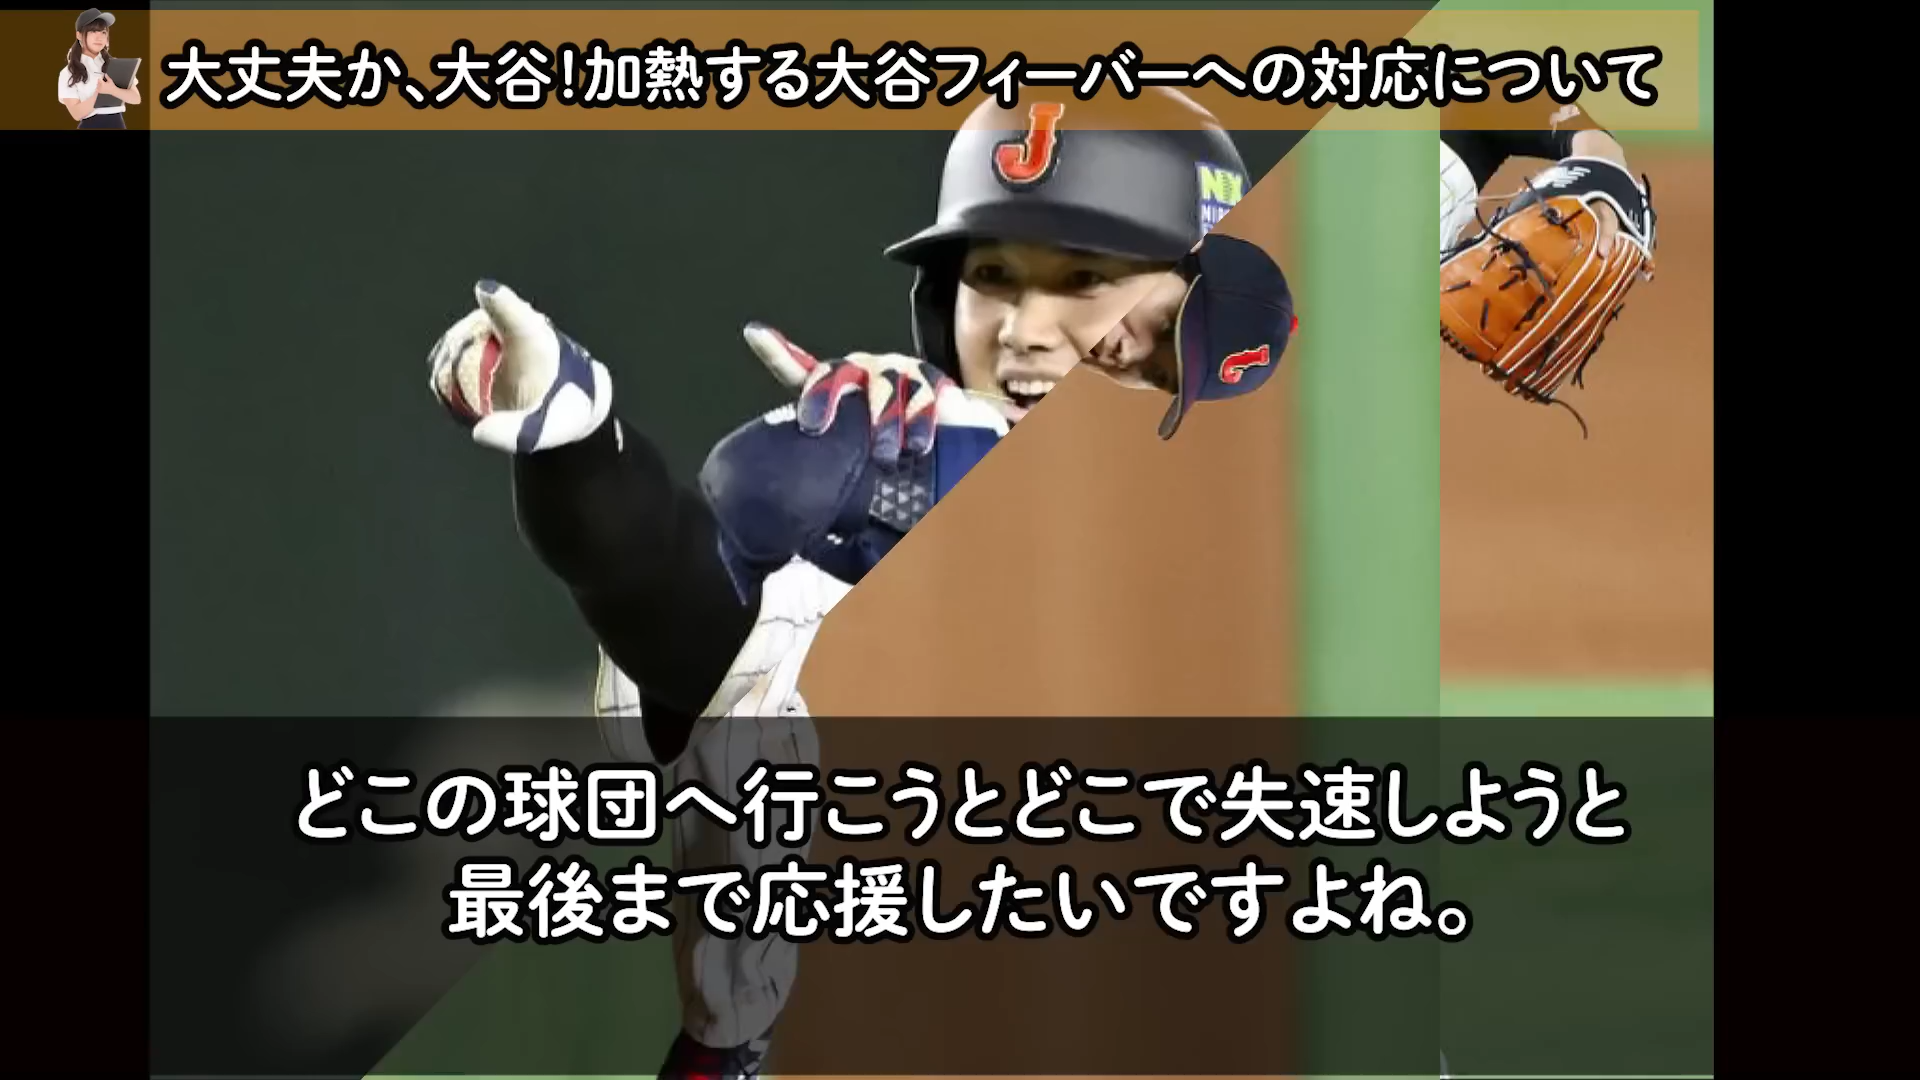 大丈夫か、大谷!加熱する大谷フィーバーへの対応について
J
J
どこの球団へ行こうとどこで失速しようと
最後まで応援したいですよね。